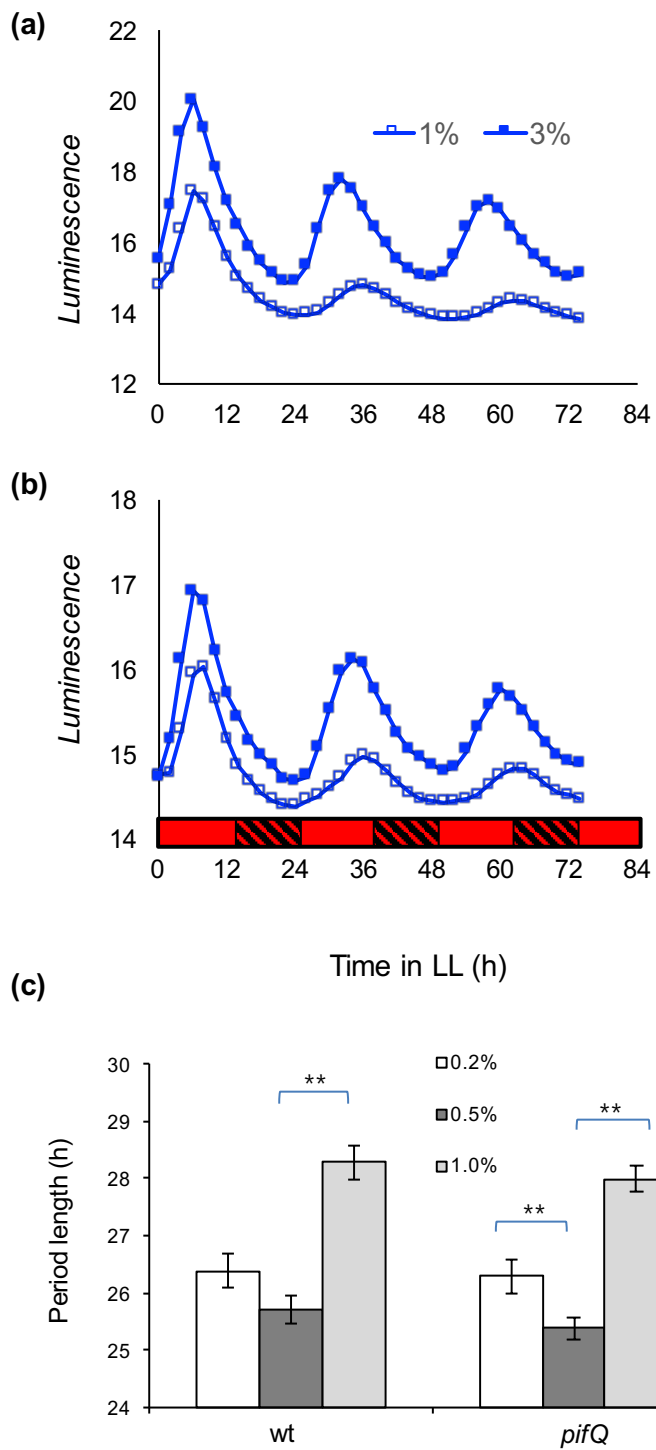 (a)
22
20
18
16
14
12
Luminescence
1% 3%
0 12 24 36 48 60 72 84
(b)
18
17
16
15
14
Luminescence
0 12 24 36 48 60 72 84
Time in LL (h)
(c)
30
29
28
27
26
25
24
Period length (h)
0.2%
0.5%
1.0%
**
**
**
wt pifQ